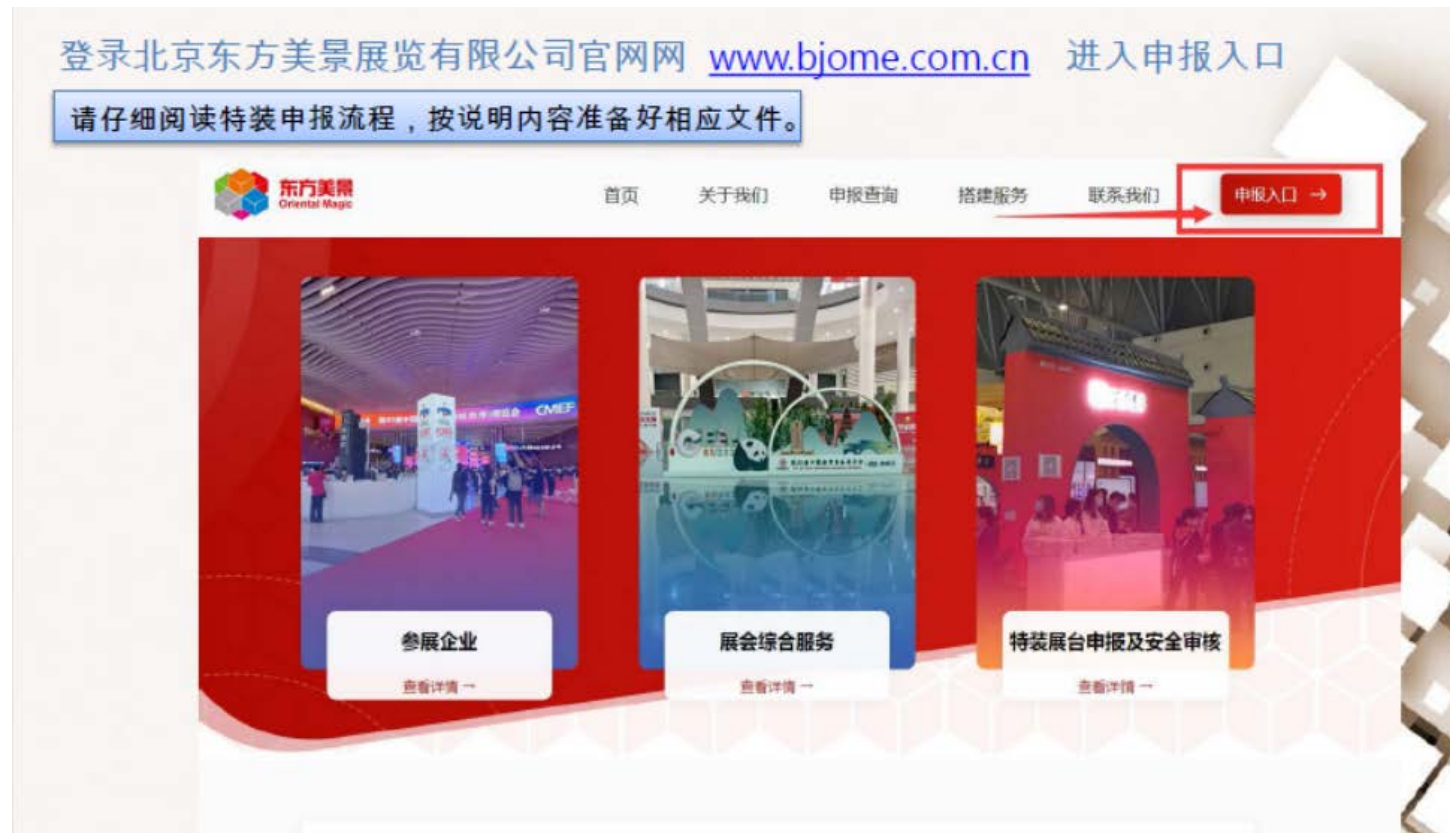 登录北京东方美景展览有限公司官网网 www.bjome.com.cn 进入申报入口
请仔细阅读特装申报流程，按说明内容准备好相应文件。
东方美景
Oriental Magic
首页 关于我们 申报查询 搭建服务 联系我们 申报入口 →
CMEF
参展企业 展会综合服务 特装展台申报及安全审核
查看详情 → 查看详情 → 查看详情 →